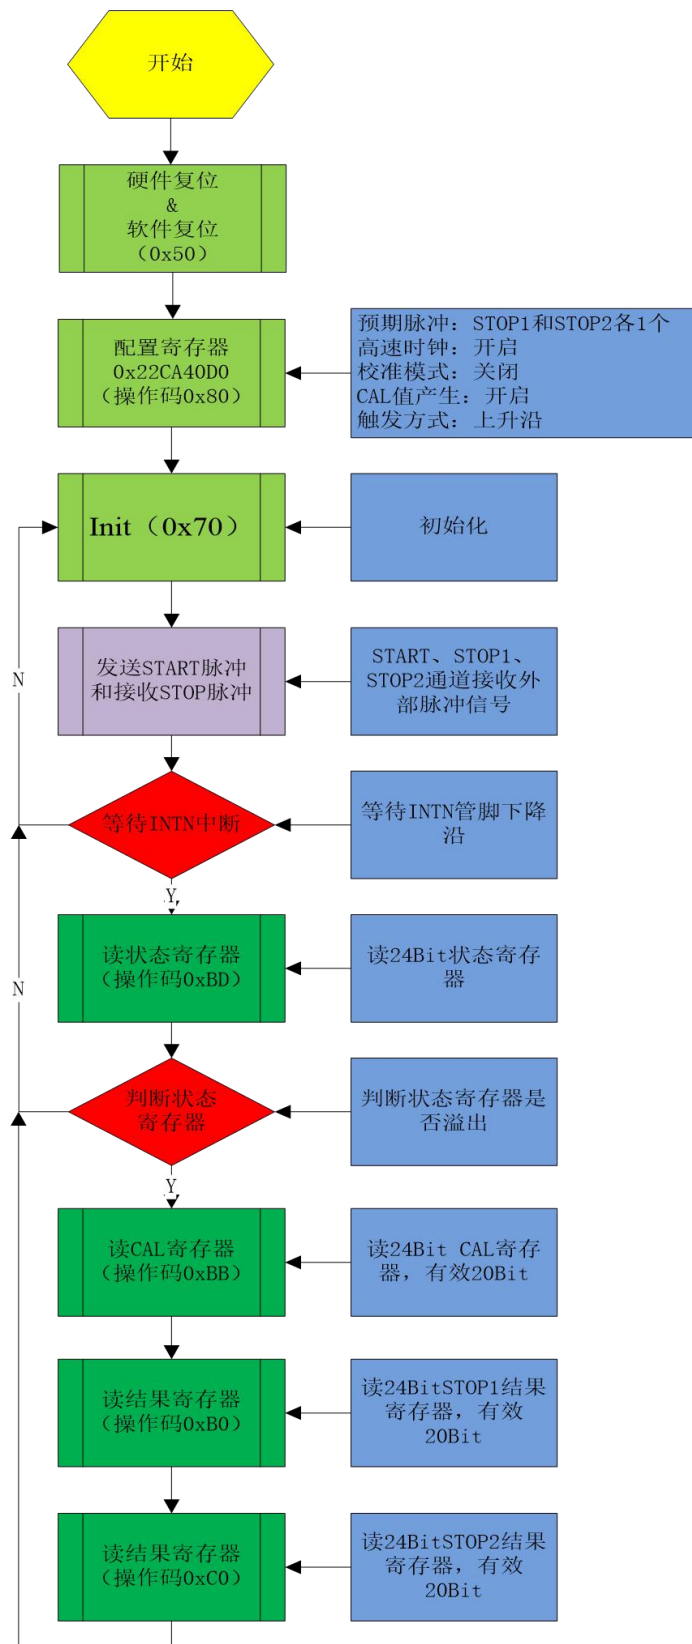 开始
硬件复位
&
软件复位
（0x50）
配置寄存器
0x22CA40D0
（操作码0x80）
预期脉冲：STOP1和STOP2各1个
高速时钟：开启
校准模式：关闭
CAL值产生：开启
触发方式：上升沿
Init（0x70）
初始化
发送START脉冲
和接收STOP脉冲
START、STOP1、
STOP2通道接收外
部脉冲信号
N
等待INTN中断
等待INTN管脚下降
沿
Y
读状态寄存器
（操作码0xBD）
读24Bit状态寄存
器
N
判断状态
寄存器
判断状态寄存器是
否溢出
Y
读CAL寄存器
（操作码0xBB）
读24Bit CAL寄存
器，有效20Bit
读结果寄存器
（操作码0xB0）
读24BitSTOP1结果
寄存器，有效
20Bit
读结果寄存器
（操作码0xC0）
读24BitSTOP2结果
寄存器，有效
20Bit